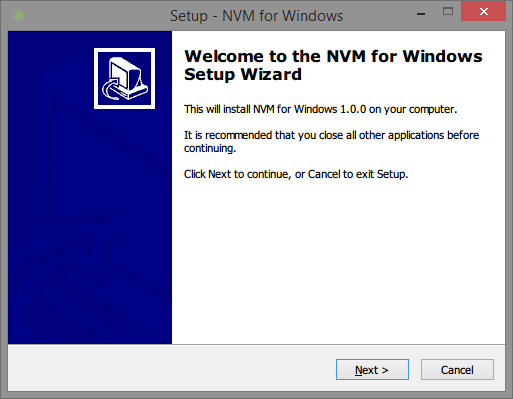 Setup - NVM for Windows
Welcome to the NVM for Windows
Setup Wizard
This will install NVM for Windows 1.0.0 on your computer.
It is recommended that you close all other applications before
continuing.
Click Next to continue, or Cancel to exit Setup.
Next >
Cancel